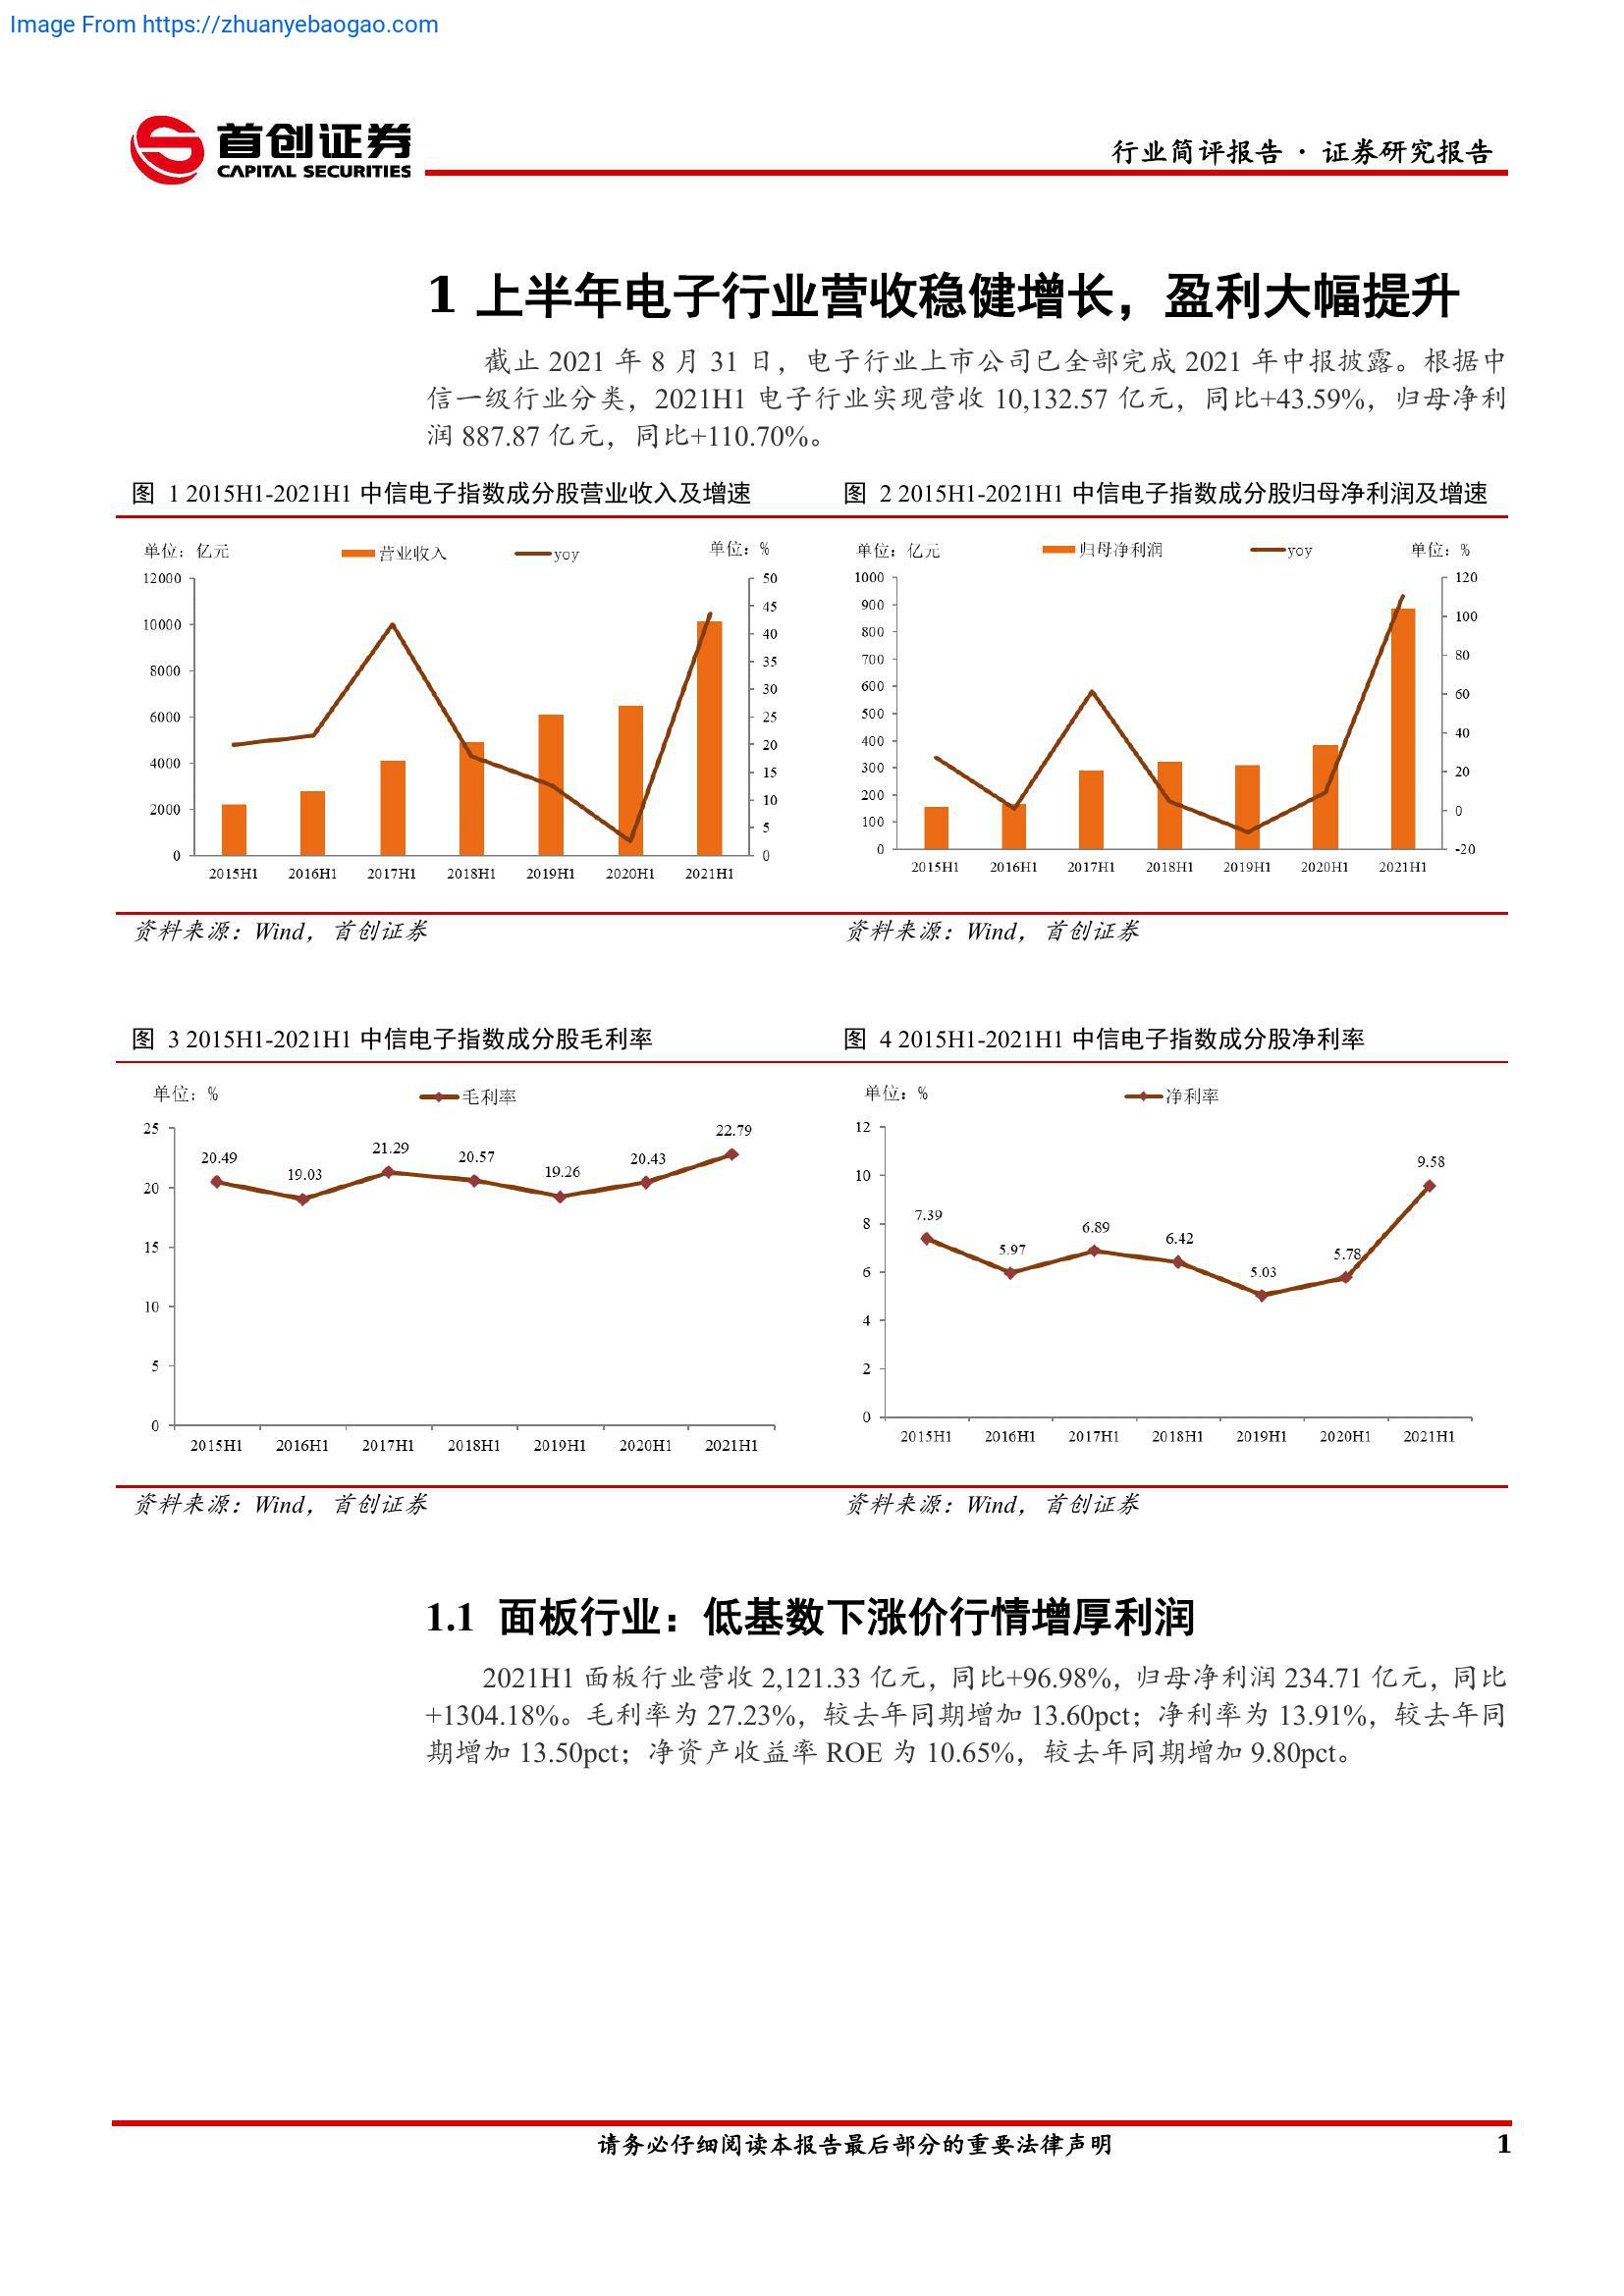 Image From https://zhuanyebaogao.com
首创证券
CAPITAL SECURITIES
行业简评报告 · 证券研究报告
1 上半年电子行业营收稳健增长，盈利大幅提升
截止 2021 年 8 月 31 日，电子行业上市公司已全部完成 2021 年中报披露。根据中
信一级行业分类，2021H1 电子行业实现营收 10,132.57 亿元，同比+43.59%，归母净利
润 887.87 亿元，同比+110.70%。
图 1 2015H1-2021H1 中信电子指数成分股营业收入及增速
单位：亿元
营业收入
yoy
单位：%
12000
10000
8000
6000
4000
2000
0
50
45
40
35
30
25
20
15
10
5
0
2015H1 2016H1 2017H1 2018H1 2019H1 2020H1 2021H1
资料来源：Wind，首创证券
图 2 2015H1-2021H1 中信电子指数成分股归母净利润及增速
单位：亿元
归母净利润
yoy
单位：%
1000
900
800
700
600
500
400
300
200
100
0
120
100
80
60
40
20
0
-20
2015H1 2016H1 2017H1 2018H1 2019H1 2020H1 2021H1
资料来源：Wind，首创证券
图 3 2015H1-2021H1 中信电子指数成分股毛利率
单位：%
毛利率
25
20
15
10
5
0
20.49
19.03
21.29
20.57
19.26
20.43
22.79
2015H1 2016H1 2017H1 2018H1 2019H1 2020H1 2021H1
资料来源：Wind，首创证券
图 4 2015H1-2021H1 中信电子指数成分股净利率
单位：%
净利率
12
10
8
6
4
2
0
7.39
5.97
6.89
6.42
5.03
5.78
9.58
2015H1 2016H1 2017H1 2018H1 2019H1 2020H1 2021H1
资料来源：Wind，首创证券
1.1 面板行业：低基数下涨价行情增厚利润
2021H1 面板行业营收 2,121.33 亿元，同比+96.98%，归母净利润 234.71 亿元，同比
+1304.18%。毛利率为 27.23%，较去年同期增加 13.60pct；净利率为 13.91%，较去年同
期增加 13.50pct；净资产收益率 ROE 为 10.65%，较去年同期增加 9.80pct。
请务必仔细阅读本报告最后部分的重要法律声明
1